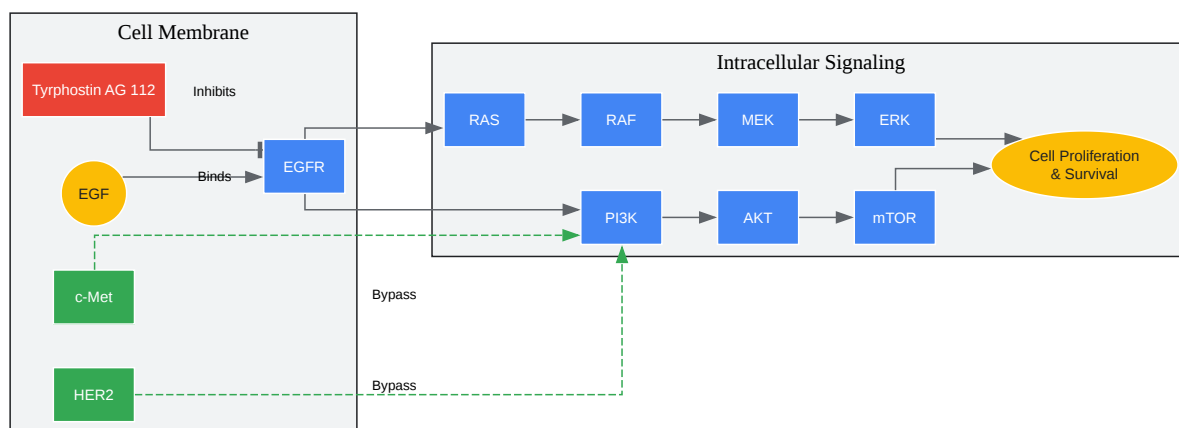 Cell Membrane
Tyrphostin AG 112
Inhibits
EGFR
Binds
EGF
c-Met
Bypass
HER2
Bypass
Intracellular Signaling
RAS
RAF
MEK
ERK
Cell Proliferation
& Survival
PI3K
AKT
mTOR